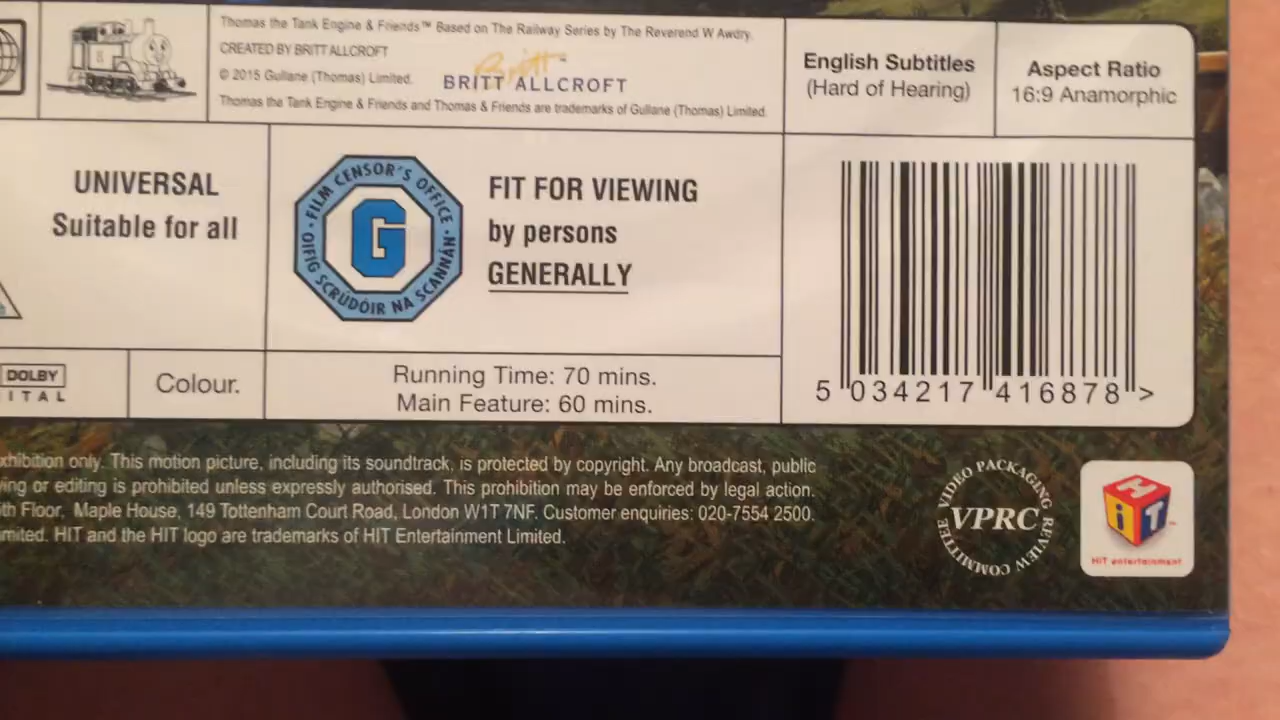 Thomas the Tank Engine & Friends™ Based on The Railway Series by The Reverend W Awdry.
CREATED BY BRITT ALLCROFT
© 2015 Gullane (Thomas) Limited.
Britt™
BRITT ALLCROFT
Thomas the Tank Engine & Friends and Thomas & Friends are trademarks of Gullane (Thomas) Limited.
English Subtitles
(Hard of Hearing)
Aspect Ratio
16:9 Anamorphic
UNIVERSAL
Suitable for all
· FILM CENSOR'S OFFICE ·
OIFIG SCRÚDÓIR NA SCANNÁN
G
FIT FOR VIEWING
by persons
GENERALLY
5 034217 416878 >
DOLBY
ITAL
Colour.
Running Time: 70 mins.
Main Feature: 60 mins.
xhibition only. This motion picture, including its soundtrack, is protected by copyright. Any broadcast, public
ing or editing is prohibited unless expressly authorised. This prohibition may be enforced by legal action.
th Floor, Maple House, 149 Tottenham Court Road, London W1T 7NF. Customer enquiries: 020-7554 2500.
mited. HIT and the HIT logo are trademarks of HIT Entertainment Limited.
VIDEO PACKAGING REVIEW COMMITTEE
VPRC
HiT™
HiT entertainment